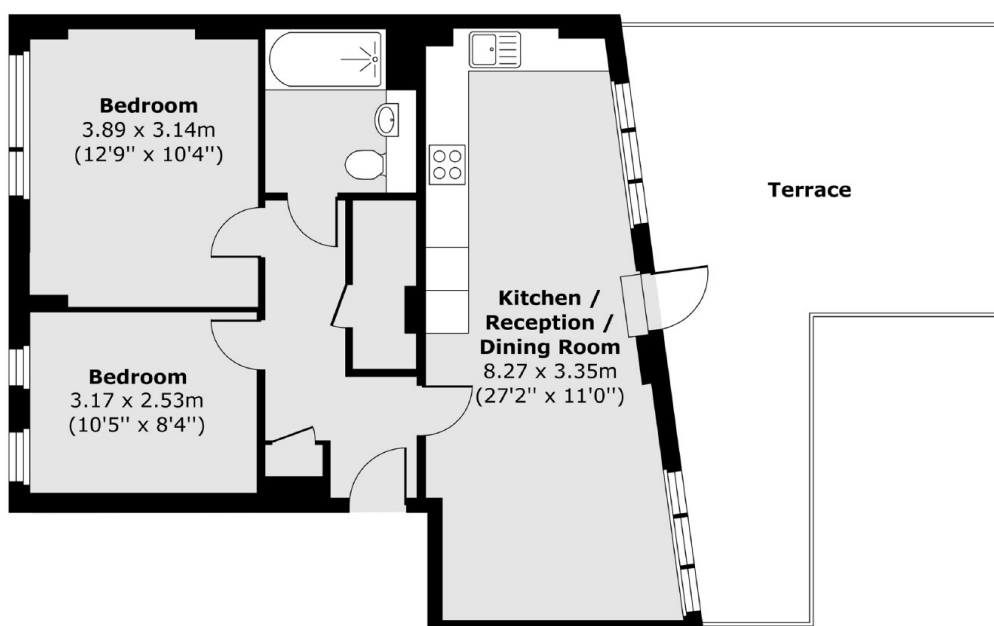 Bedroom
3.89 x 3.14m
(12'9" x 10'4")
Bedroom
3.17 x 2.53m
(10'5" x 8'4")
Kitchen /
Reception /
Dining Room
8.27 x 3.35m
(27'2" x 11'0")
Terrace